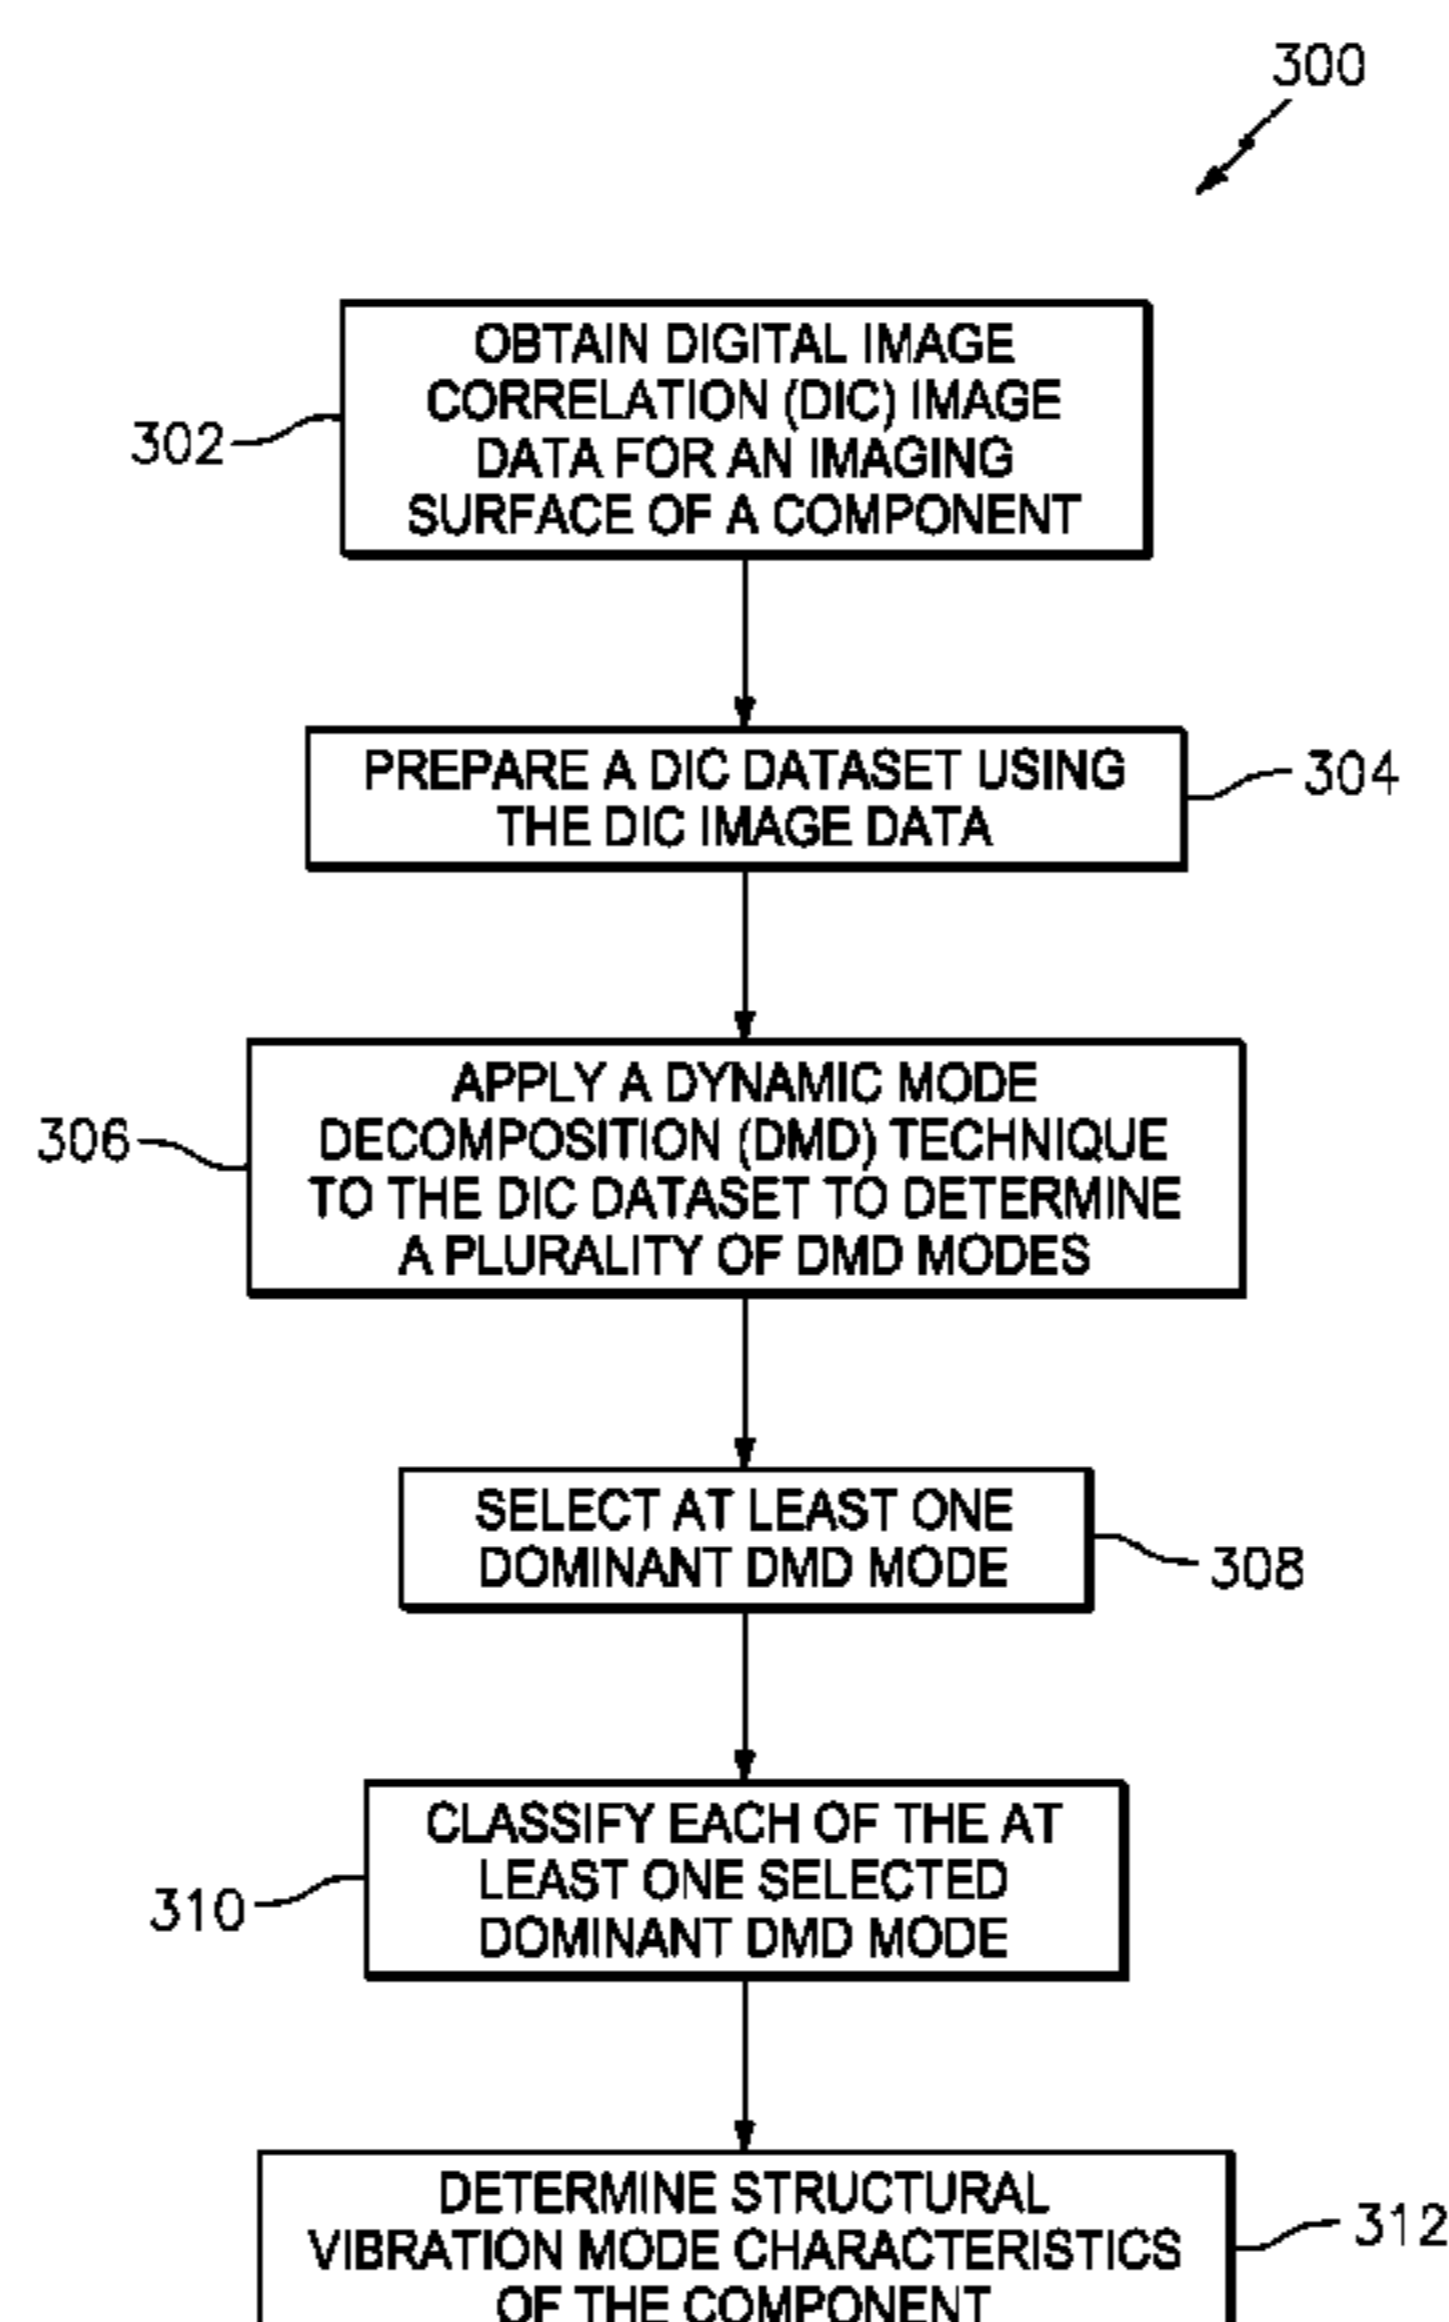 300
OBTAIN DIGITAL IMAGE
CORRELATION (DIC) IMAGE
DATA FOR AN IMAGING
SURFACE OF A COMPONENT
302
PREPARE A DIC DATASET USING
THE DIC IMAGE DATA
304
APPLY A DYNAMIC MODE
DECOMPOSITION (DMD) TECHNIQUE
TO THE DIC DATASET TO DETERMINE
A PLURALITY OF DMD MODES
306
SELECT AT LEAST ONE
DOMINANT DMD MODE
308
CLASSIFY EACH OF THE AT
LEAST ONE SELECTED
DOMINANT DMD MODE
310
DETERMINE STRUCTURAL
VIBRATION MODE CHARACTERISTICS
OF THE COMPONENT
312